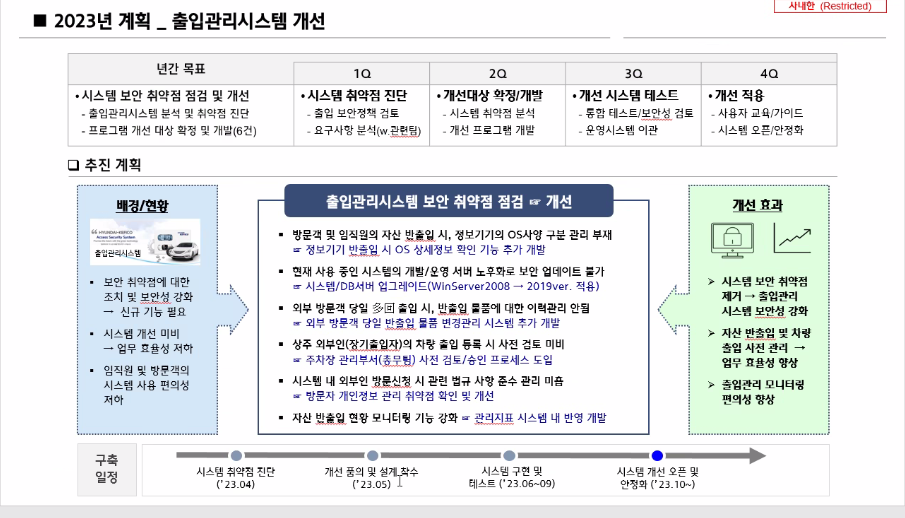 사내한 (Restricted)
■ 2023년 계획 _ 출입관리시스템 개선
년간 목표
1Q
2Q
3Q
4Q
•시스템 보안 취약점 점검 및 개선
- 출입관리시스템 분석 및 취약점 진단
- 프로그램 개선 대상 확정 및 개발(6건)
•시스템 취약점 진단
- 출입 보안정책 검토
- 요구사항 분석(w.관련팀)
•개선대상 확정/개발
- 시스템 취약점 분석
- 개선 프로그램 개발
•개선 시스템 테스트
- 통합 테스트/보안성 검토
- 운영시스템 이관
•개선 적용
- 사용자 교육/가이드
- 시스템 오픈/안정화
❑ 추진 계획
배경/현황
HYUNDAI-KEFICO
Access Security System
출입관리시스템
▪ 보안 취약점에 대한
조치 및 보안성 강화
→ 신규 기능 필요
▪ 시스템 개선 미비
→ 업무 효율성 저하
▪ 임직원 및 방문객의
시스템 사용 편의성
저하
출입관리시스템 보안 취약점 점검 ☞ 개선
▪ 방문객 및 임직원의 자산 반출입 시, 정보기기의 OS사양 구분 관리 부재
☞ 정보기기 반출입 시 OS 상세정보 확인 기능 추가 개발
▪ 현재 사용 중인 시스템의 개발/운영 서버 노후화로 보안 업데이트 불가
☞ 시스템/DB서버 업그레이드(WinServer2008 → 2019ver. 적용)
▪ 외부 방문객 당일 多回 출입 시, 반출입 물품에 대한 이력관리 안됨
☞ 외부 방문객 당일 반출입 물품 변경관리 시스템 추가 개발
▪ 상주 외부인(장기출입자)의 차량 출입 등록 시 사전 검토 미비
☞ 주차장 관리부서(총무팀) 사전 검토/승인 프로세스 도입
▪ 시스템 내 외부인 방문신청 시 관련 법규 사항 준수 관리 미흡
☞ 방문자 개인정보 관리 취약점 확인 및 개선
▪ 자산 반출입 현황 모니터링 기능 강화 ☞ 관리지표 시스템 내 반영 개발
개선 효과
➢ 시스템 보안 취약점
제거 → 출입관리
시스템 보안성 강화
➢ 자산 반출입 및 차량
출입 사전 관리 →
업무 효율성 향상
➢ 출입관리 모니터링
편의성 향상
구축
일정
시스템 취약점 진단
('23.04)
개선 품의 및 설계 착수
('23.05)
시스템 구현 및
테스트 ('23.06~09)
시스템 개선 오픈 및
안정화 ('23.10~)